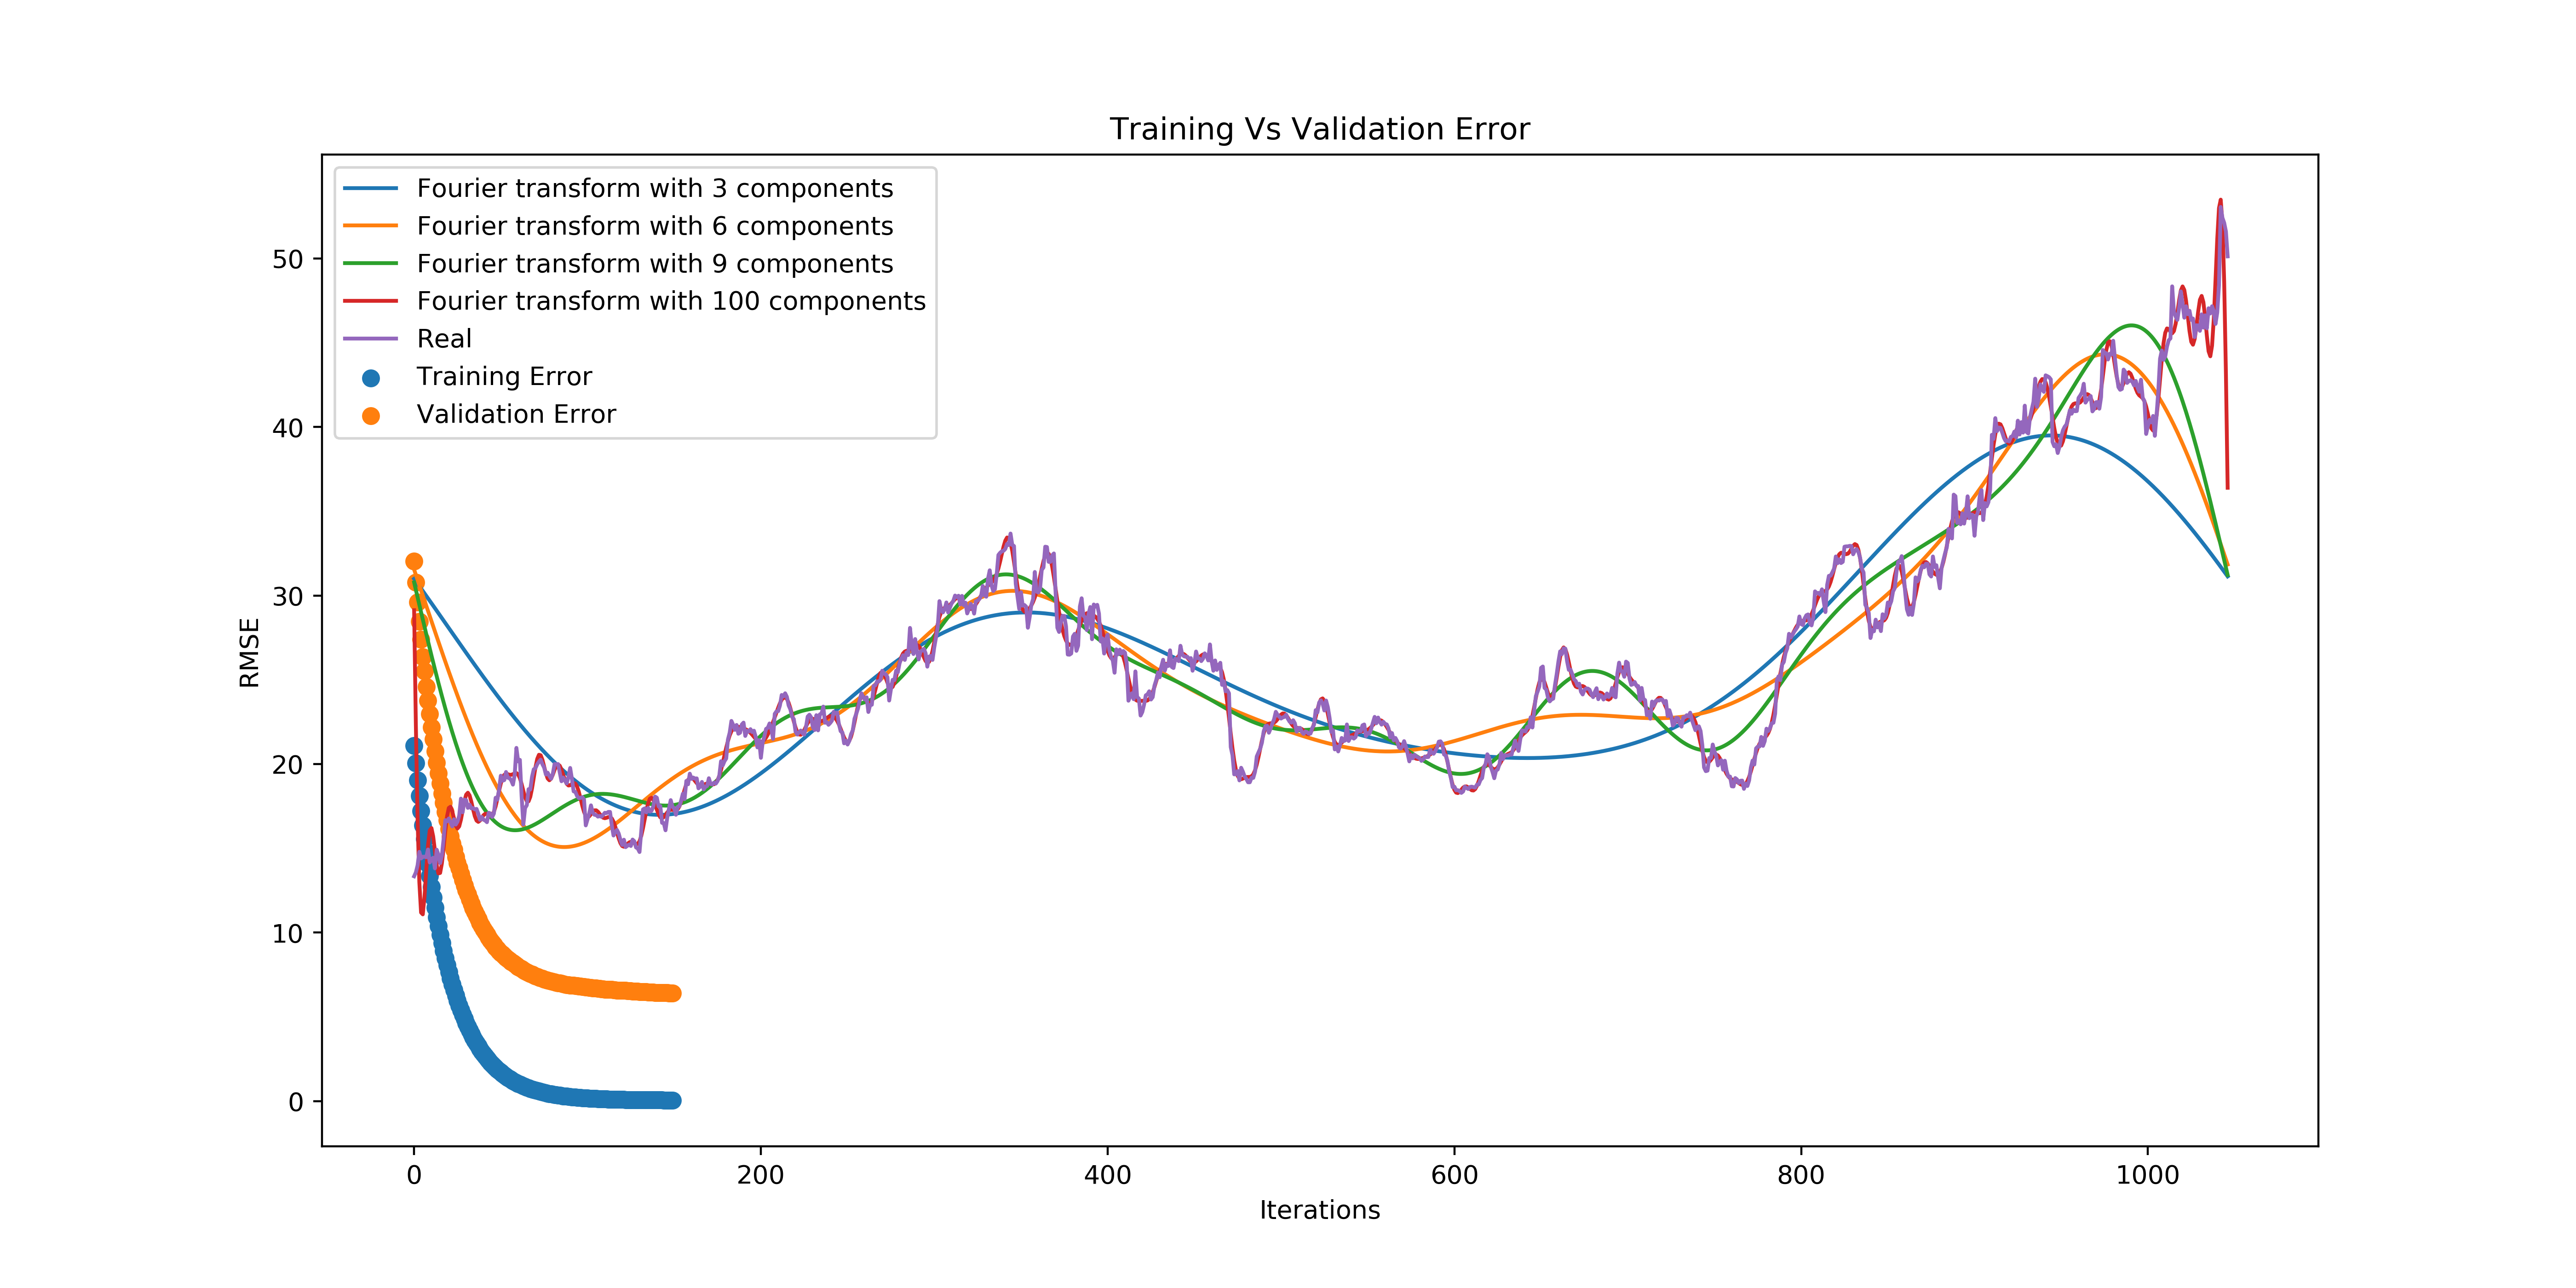 Training Vs Validation Error
Fourier transform with 3 components
Fourier transform with 6 components
Fourier transform with 9 components
Fourier transform with 100 components
Real
Training Error
Validation Error
50
40
30
20
10
0
RMSE
0 200 400 600 800 1000
Iterations